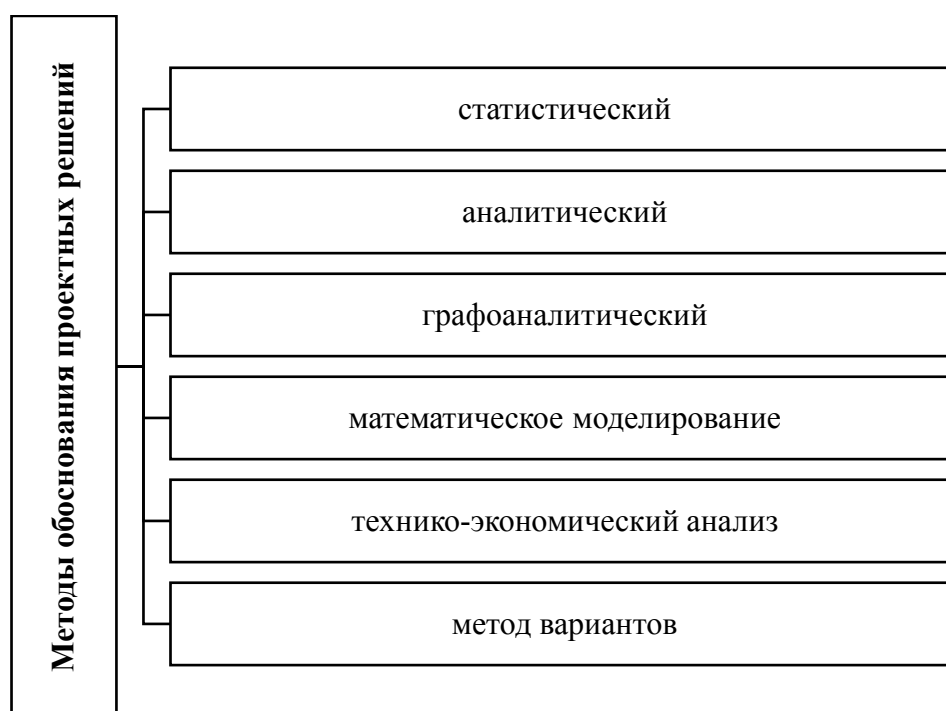 Методы обоснования проектных решений
статистический
аналитический
графоаналитический
математическое моделирование
технико-экономический анализ
метод вариантов